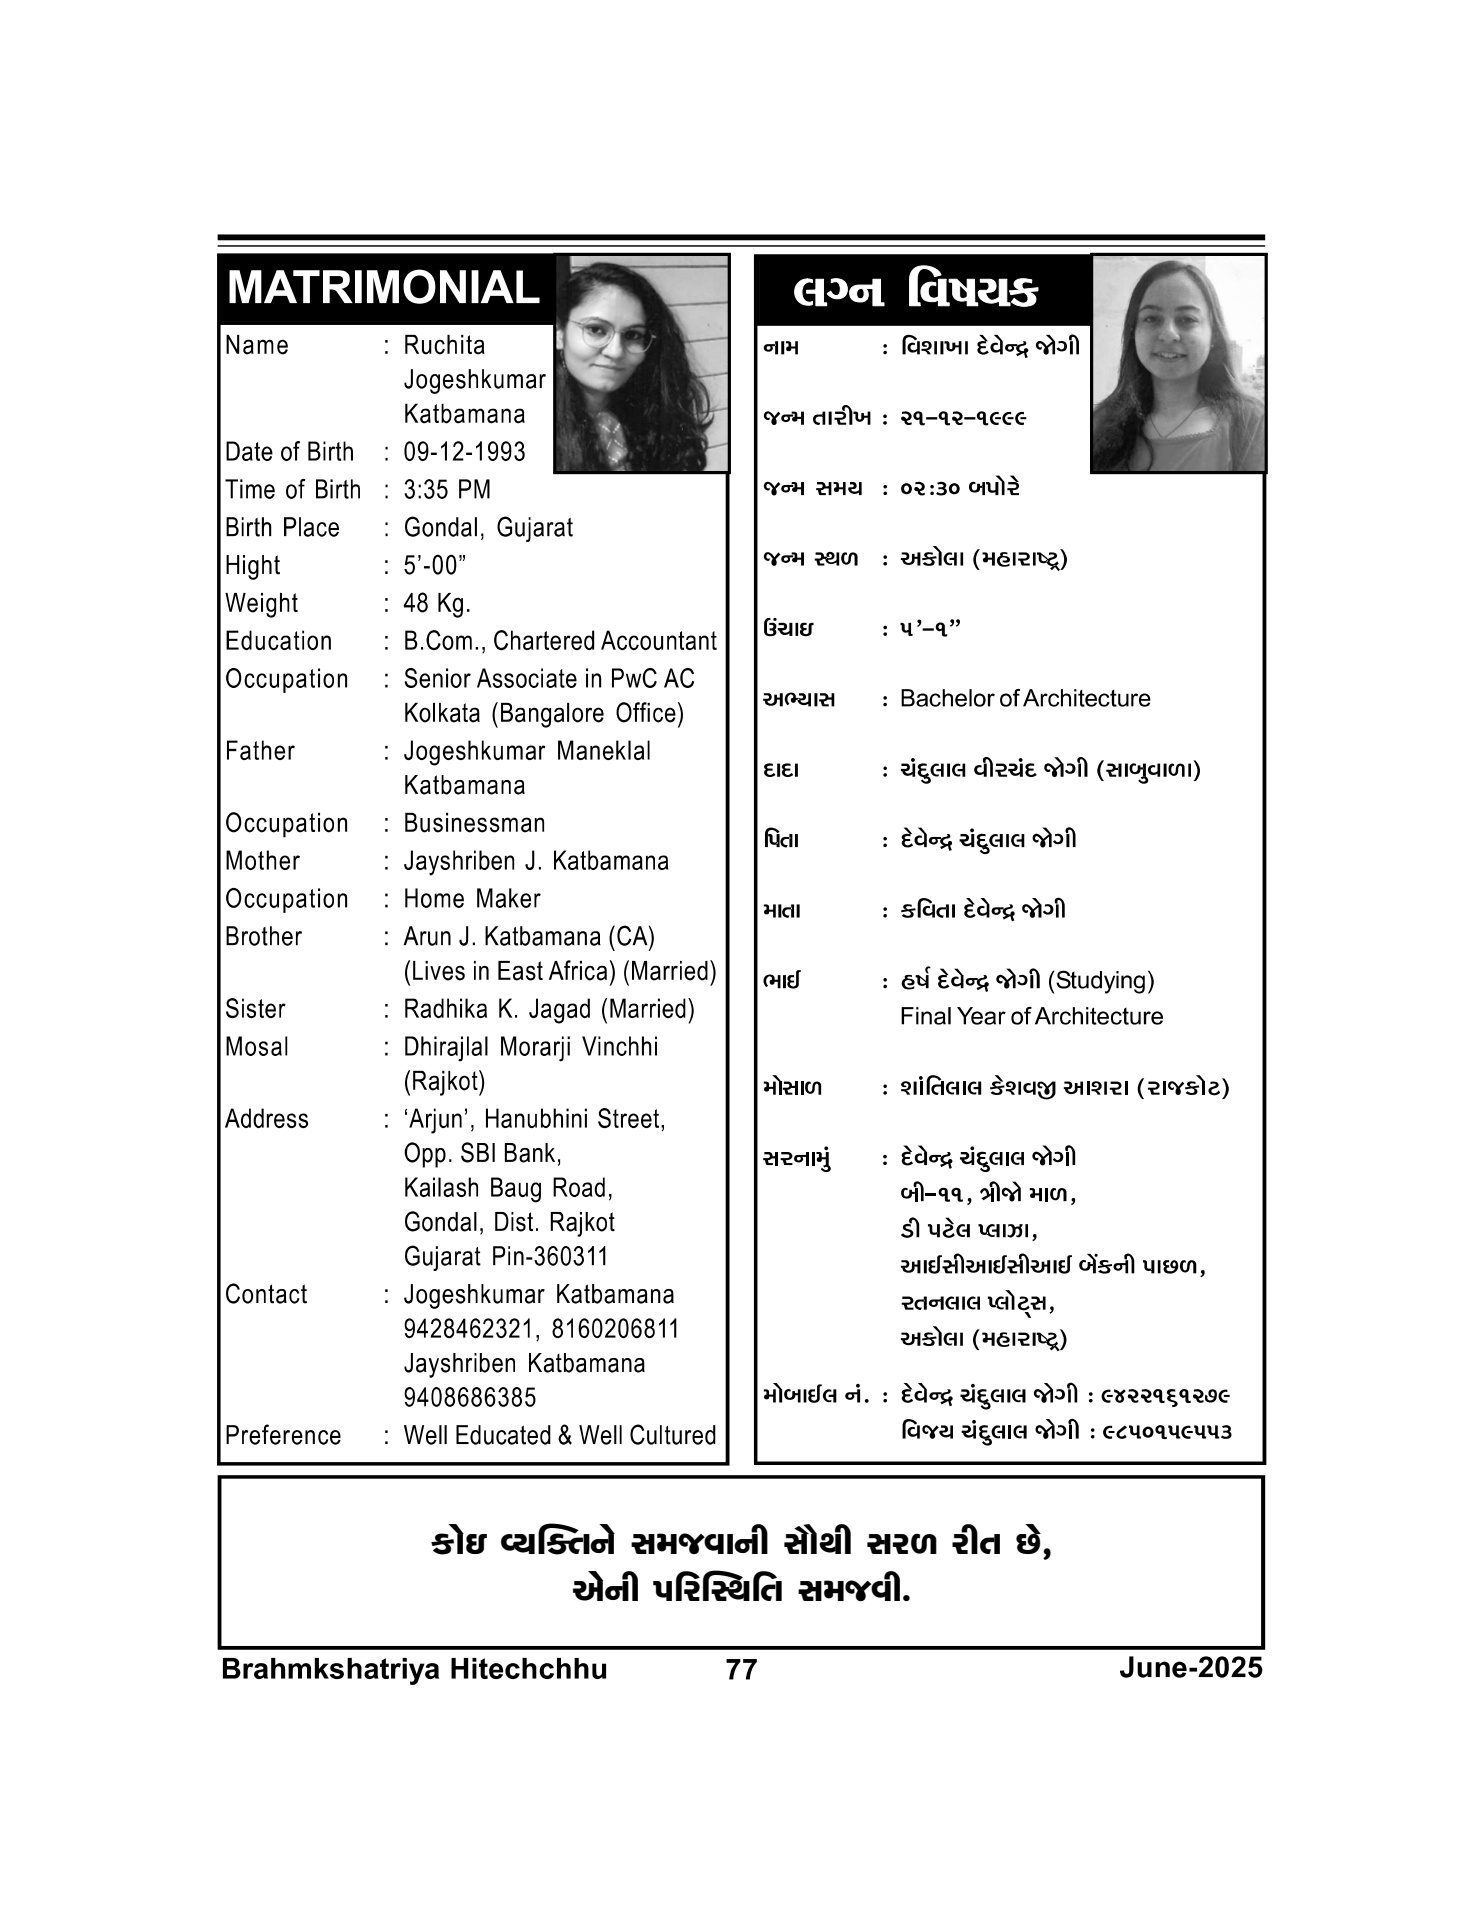 MATRIMONIAL
Name : Ruchita
Jogeshkumar
Katbamana
Date of Birth : 09-12-1993
Time of Birth : 3:35 PM
Birth Place : Gondal, Gujarat
Hight : 5’-00”
Weight : 48 Kg.
Education : B.Com., Chartered Accountant
Occupation : Senior Associate in PwC AC
Kolkata (Bangalore Office)
Father : Jogeshkumar Maneklal
Katbamana
Occupation : Businessman
Mother : Jayshriben J. Katbamana
Occupation : Home Maker
Brother : Arun J. Katbamana (CA)
(Lives in East Africa) (Married)
Sister : Radhika K. Jagad (Married)
Mosal : Dhirajlal Morarji Vinchhi
(Rajkot)
Address : ‘Arjun’, Hanubhini Street,
Opp. SBI Bank,
Kailash Baug Road,
Gondal, Dist. Rajkot
Gujarat Pin-360311
Contact : Jogeshkumar Katbamana
9428462321, 8160206811
Jayshriben Katbamana
9408686385
Preference : Well Educated & Well Cultured
લગ્ન વિષયક
નામ : વિશાખા દેવેન્દ્ર જોગી
જન્મ તારીખ : ૨૧–૧૨–૧૯૯૯
જન્મ સમય : ૦૨:૩૦ બપોરે
જન્મ સ્થળ : અકોલા (મહારાષ્ટ્ર)
ઉંચાઇ : ૫’–૧”
અભ્યાસ : Bachelor of Architecture
દાદા : ચંદુલાલ વીરચંદ જોગી (સાબુવાળા)
પિતા : દેવેન્દ્ર ચંદુલાલ જોગી
માતા : કવિતા દેવેન્દ્ર જોગી
ભાઈ : હર્ષ દેવેન્દ્ર જોગી (Studying)
Final Year of Architecture
મોસાળ : શાંતિલાલ કેશવજી આશરા (રાજકોટ)
સરનામું : દેવેન્દ્ર ચંદુલાલ જોગી
બી–૧૧, ત્રીજો માળ,
ડી પટેલ પ્લાઝા,
આઈસીઆઈસીઆઈ બેંકની પાછળ,
રતનલાલ પ્લોટ્સ,
અકોલા (મહારાષ્ટ્ર)
મોબાઈલ નં. : દેવેન્દ્ર ચંદુલાલ જોગી : ૯૪૨૨૧૬૧૨૭૯
વિજય ચંદુલાલ જોગી : ૯૮૫૦૧૫૯૫૫૩
કોઇ વ્યક્તિને સમજવાની સૌથી સરળ રીત છે,
એની પરિસ્થિતિ સમજવી.
Brahmkshatriya Hitechchhu 77 June-2025